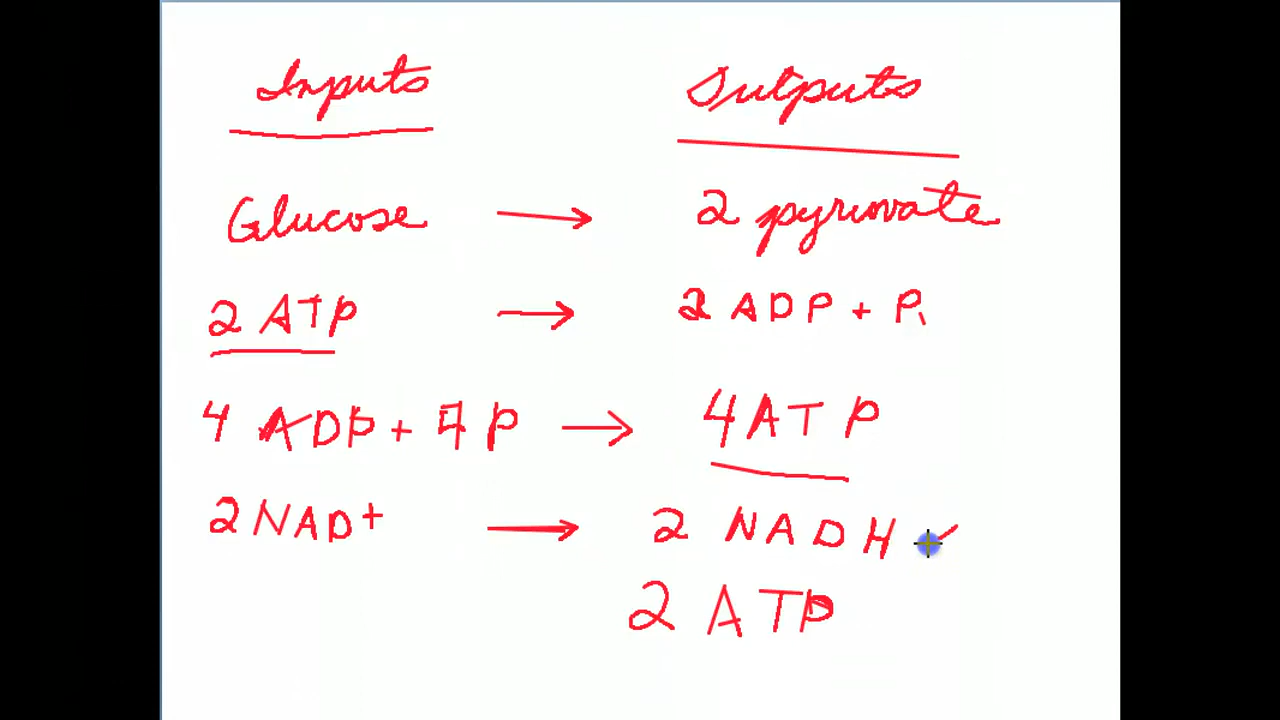 Inputs Outputs
Glucose → 2 pyruvate
2 ATP → 2 ADP + Pi
4 ADP + 4 P → 4 ATP
2 NAD+ → 2 NADH
2 ATP